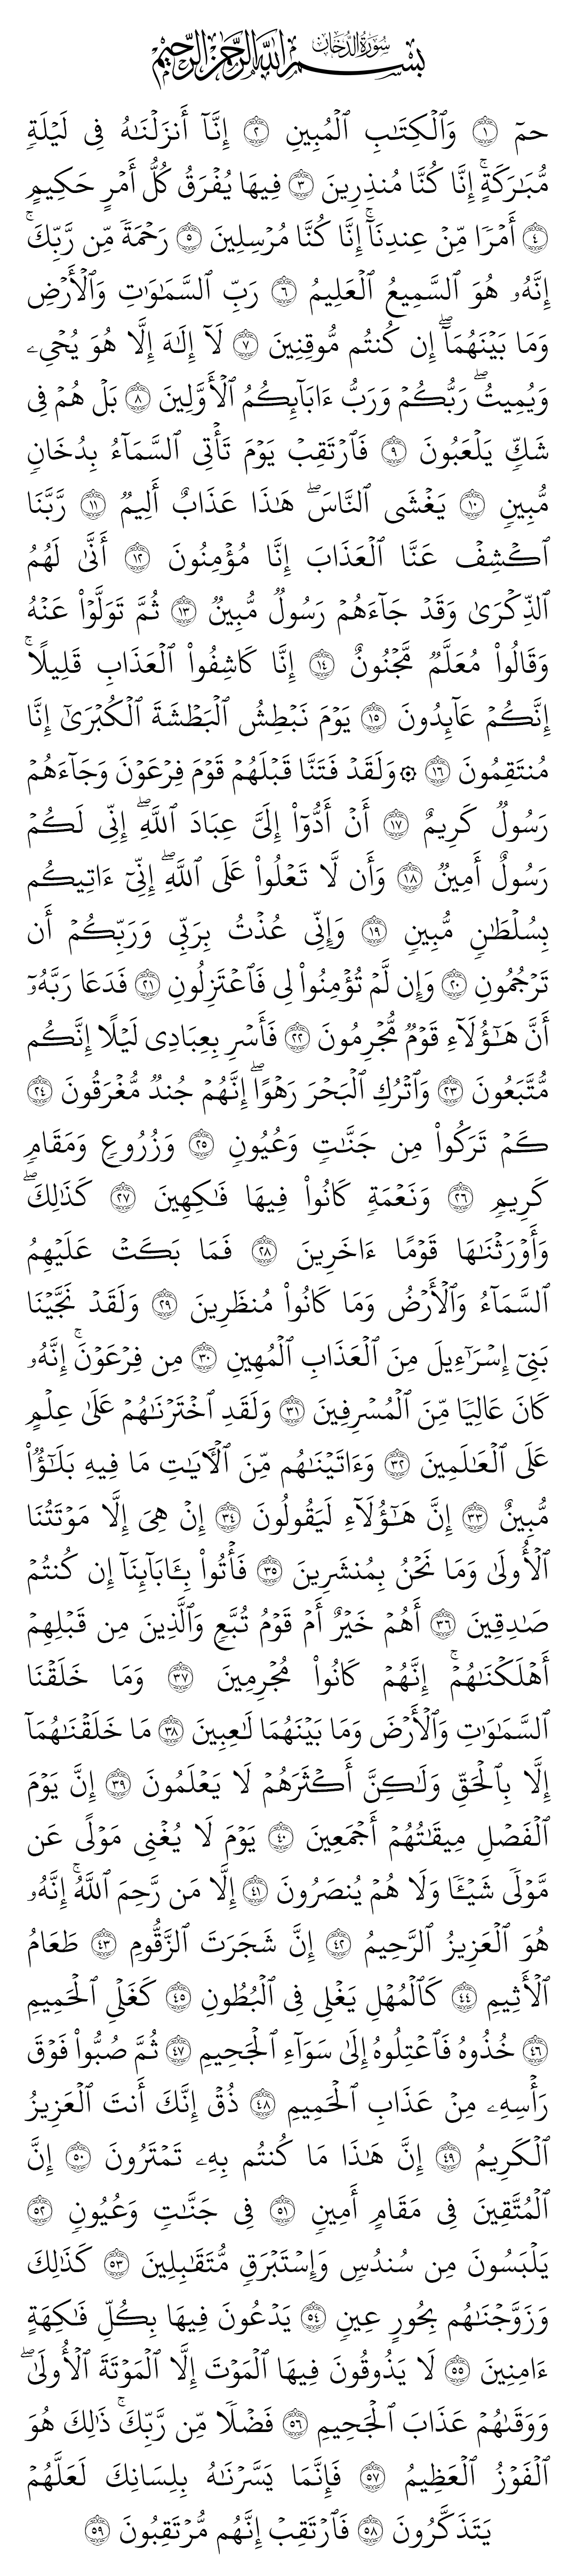 سُورَةُ الدُّخَانِ
بِسْمِ ٱللَّهِ ٱلرَّحْمَٰنِ ٱلرَّحِيمِ
حمٓ ۝١ وَٱلْكِتَٰبِ ٱلْمُبِينِ ۝٢ إِنَّآ أَنزَلْنَٰهُ فِى لَيْلَةٍ
مُّبَٰرَكَةٍ ۚ إِنَّا كُنَّا مُنذِرِينَ ۝٣ فِيهَا يُفْرَقُ كُلُّ أَمْرٍ حَكِيمٍ
۝٤ أَمْرًا مِّنْ عِندِنَآ ۚ إِنَّا كُنَّا مُرْسِلِينَ ۝٥ رَحْمَةً مِّن رَّبِّكَ ۚ
إِنَّهُۥ هُوَ ٱلسَّمِيعُ ٱلْعَلِيمُ ۝٦ رَبِّ ٱلسَّمَٰوَٰتِ وَٱلْأَرْضِ
وَمَا بَيْنَهُمَآ ۖ إِن كُنتُم مُّوقِنِينَ ۝٧ لَآ إِلَٰهَ إِلَّا هُوَ يُحْىِۦ
وَيُمِيتُ ۖ رَبُّكُمْ وَرَبُّ ءَابَآئِكُمُ ٱلْأَوَّلِينَ ۝٨ بَلْ هُمْ فِى
شَكٍّ يَلْعَبُونَ ۝٩ فَٱرْتَقِبْ يَوْمَ تَأْتِى ٱلسَّمَآءُ بِدُخَانٍ
مُّبِينٍ ۝١٠ يَغْشَى ٱلنَّاسَ ۖ هَٰذَا عَذَابٌ أَلِيمٌ ۝١١ رَّبَّنَا
ٱكْشِفْ عَنَّا ٱلْعَذَابَ إِنَّا مُؤْمِنُونَ ۝١٢ أَنَّىٰ لَهُمُ
ٱلذِّكْرَىٰ وَقَدْ جَآءَهُمْ رَسُولٌ مُّبِينٌ ۝١٣ ثُمَّ تَوَلَّوْا۟ عَنْهُ
وَقَالُوا۟ مُعَلَّمٌ مَّجْنُونٌ ۝١٤ إِنَّا كَاشِفُوا۟ ٱلْعَذَابِ قَلِيلًا ۚ
إِنَّكُمْ عَآئِدُونَ ۝١٥ يَوْمَ نَبْطِشُ ٱلْبَطْشَةَ ٱلْكُبْرَىٰٓ إِنَّا
مُنتَقِمُونَ ۝١٦ ۞ وَلَقَدْ فَتَنَّا قَبْلَهُمْ قَوْمَ فِرْعَوْنَ وَجَآءَهُمْ
رَسُولٌ كَرِيمٌ ۝١٧ أَنْ أَدُّوٓا۟ إِلَىَّ عِبَادَ ٱللَّهِ ۖ إِنِّى لَكُمْ
رَسُولٌ أَمِينٌ ۝١٨ وَأَن لَّا تَعْلُوا۟ عَلَى ٱللَّهِ ۖ إِنِّىٓ ءَاتِيكُم
بِسُلْطَٰنٍ مُّبِينٍ ۝١٩ وَإِنِّى عُذْتُ بِرَبِّى وَرَبِّكُمْ أَن
تَرْجُمُونِ ۝٢٠ وَإِن لَّمْ تُؤْمِنُوا۟ لِى فَٱعْتَزِلُونِ ۝٢١ فَدَعَا رَبَّهُۥٓ
أَنَّ هَٰٓؤُلَآءِ قَوْمٌ مُّجْرِمُونَ ۝٢٢ فَأَسْرِ بِعِبَادِى لَيْلًا إِنَّكُم
مُّتَّبَعُونَ ۝٢٣ وَٱتْرُكِ ٱلْبَحْرَ رَهْوًا ۖ إِنَّهُمْ جُندٌ مُّغْرَقُونَ ۝٢٤
كَمْ تَرَكُوا۟ مِن جَنَّٰتٍ وَعُيُونٍ ۝٢٥ وَزُرُوعٍ وَمَقَامٍ
كَرِيمٍ ۝٢٦ وَنَعْمَةٍ كَانُوا۟ فِيهَا فَٰكِهِينَ ۝٢٧ كَذَٰلِكَ ۖ
وَأَوْرَثْنَٰهَا قَوْمًا ءَاخَرِينَ ۝٢٨ فَمَا بَكَتْ عَلَيْهِمُ
ٱلسَّمَآءُ وَٱلْأَرْضُ وَمَا كَانُوا۟ مُنظَرِينَ ۝٢٩ وَلَقَدْ نَجَّيْنَا
بَنِىٓ إِسْرَٰٓءِيلَ مِنَ ٱلْعَذَابِ ٱلْمُهِينِ ۝٣٠ مِن فِرْعَوْنَ ۚ إِنَّهُۥ
كَانَ عَالِيًا مِّنَ ٱلْمُسْرِفِينَ ۝٣١ وَلَقَدِ ٱخْتَرْنَٰهُمْ عَلَىٰ عِلْمٍ
عَلَى ٱلْعَٰلَمِينَ ۝٣٢ وَءَاتَيْنَٰهُم مِّنَ ٱلْءَايَٰتِ مَا فِيهِ بَلَٰٓؤٌا۟
مُّبِينٌ ۝٣٣ إِنَّ هَٰٓؤُلَآءِ لَيَقُولُونَ ۝٣٤ إِنْ هِىَ إِلَّا مَوْتَتُنَا
ٱلْأُولَىٰ وَمَا نَحْنُ بِمُنشَرِينَ ۝٣٥ فَأْتُوا۟ بِـَٔابَآئِنَآ إِن كُنتُمْ
صَٰدِقِينَ ۝٣٦ أَهُمْ خَيْرٌ أَمْ قَوْمُ تُبَّعٍ وَٱلَّذِينَ مِن قَبْلِهِمْ
أَهْلَكْنَٰهُمْ ۖ إِنَّهُمْ كَانُوا۟ مُجْرِمِينَ ۝٣٧ وَمَا خَلَقْنَا
ٱلسَّمَٰوَٰتِ وَٱلْأَرْضَ وَمَا بَيْنَهُمَا لَٰعِبِينَ ۝٣٨ مَا خَلَقْنَٰهُمَآ
إِلَّا بِٱلْحَقِّ وَلَٰكِنَّ أَكْثَرَهُمْ لَا يَعْلَمُونَ ۝٣٩ إِنَّ يَوْمَ
ٱلْفَصْلِ مِيقَٰتُهُمْ أَجْمَعِينَ ۝٤٠ يَوْمَ لَا يُغْنِى مَوْلًى عَن
مَّوْلًى شَيْـًٔا وَلَا هُمْ يُنصَرُونَ ۝٤١ إِلَّا مَن رَّحِمَ ٱللَّهُ ۚ إِنَّهُۥ
هُوَ ٱلْعَزِيزُ ٱلرَّحِيمُ ۝٤٢ إِنَّ شَجَرَتَ ٱلزَّقُّومِ ۝٤٣ طَعَامُ
ٱلْأَثِيمِ ۝٤٤ كَٱلْمُهْلِ يَغْلِى فِى ٱلْبُطُونِ ۝٤٥ كَغَلْىِ ٱلْحَمِيمِ
۝٤٦ خُذُوهُ فَٱعْتِلُوهُ إِلَىٰ سَوَآءِ ٱلْجَحِيمِ ۝٤٧ ثُمَّ صُبُّوا۟ فَوْقَ
رَأْسِهِۦ مِنْ عَذَابِ ٱلْحَمِيمِ ۝٤٨ ذُقْ إِنَّكَ أَنتَ ٱلْعَزِيزُ
ٱلْكَرِيمُ ۝٤٩ إِنَّ هَٰذَا مَا كُنتُم بِهِۦ تَمْتَرُونَ ۝٥٠ إِنَّ
ٱلْمُتَّقِينَ فِى مَقَامٍ أَمِينٍ ۝٥١ فِى جَنَّٰتٍ وَعُيُونٍ ۝٥٢
يَلْبَسُونَ مِن سُندُسٍ وَإِسْتَبْرَقٍ مُّتَقَٰبِلِينَ ۝٥٣ كَذَٰلِكَ
وَزَوَّجْنَٰهُم بِحُورٍ عِينٍ ۝٥٤ يَدْعُونَ فِيهَا بِكُلِّ فَٰكِهَةٍ
ءَامِنِينَ ۝٥٥ لَا يَذُوقُونَ فِيهَا ٱلْمَوْتَ إِلَّا ٱلْمَوْتَةَ ٱلْأُولَىٰ ۖ
وَوَقَىٰهُمْ عَذَابَ ٱلْجَحِيمِ ۝٥٦ فَضْلًا مِّن رَّبِّكَ ۚ ذَٰلِكَ هُوَ
ٱلْفَوْزُ ٱلْعَظِيمُ ۝٥٧ فَإِنَّمَا يَسَّرْنَٰهُ بِلِسَانِكَ لَعَلَّهُمْ
يَتَذَكَّرُونَ ۝٥٨ فَٱرْتَقِبْ إِنَّهُم مُّرْتَقِبُونَ ۝٥٩